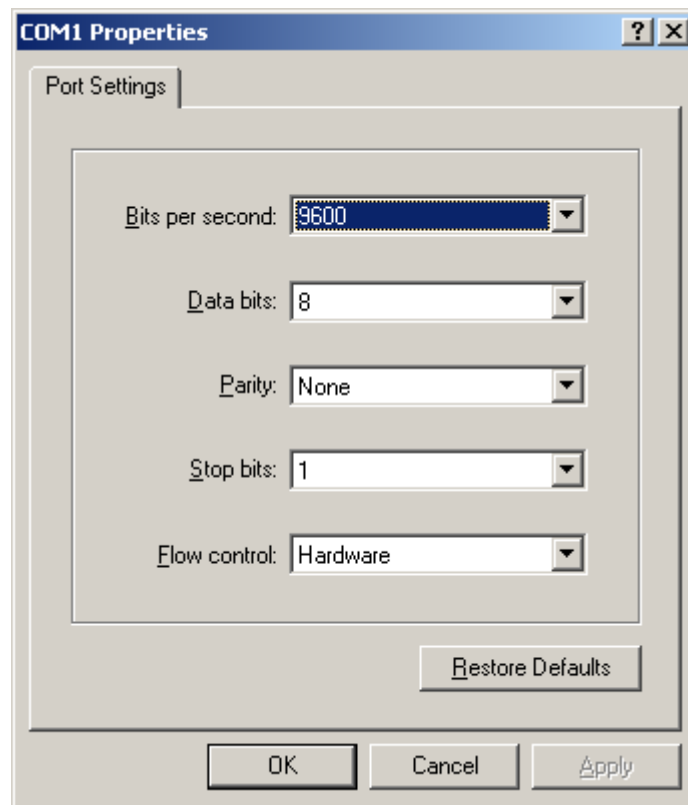 COM1 Properties
Port Settings
Bits per second: 9600
Data bits: 8
Parity: None
Stop bits: 1
Flow control: Hardware
Restore Defaults
OK Cancel Apply